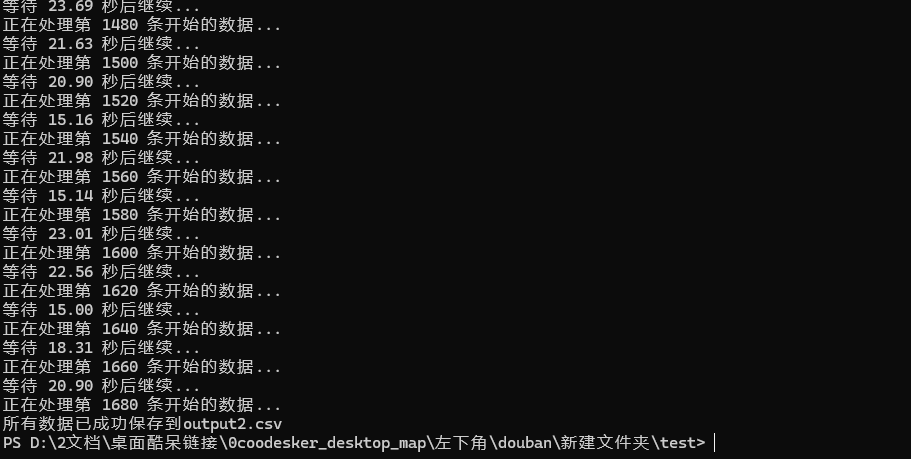 等待 23.69 秒后继续...
正在处理第 1480 条开始的数据...
等待 21.63 秒后继续...
正在处理第 1500 条开始的数据...
等待 20.90 秒后继续...
正在处理第 1520 条开始的数据...
等待 15.16 秒后继续...
正在处理第 1540 条开始的数据...
等待 21.98 秒后继续...
正在处理第 1560 条开始的数据...
等待 15.14 秒后继续...
正在处理第 1580 条开始的数据...
等待 23.01 秒后继续...
正在处理第 1600 条开始的数据...
等待 22.56 秒后继续...
正在处理第 1620 条开始的数据...
等待 15.00 秒后继续...
正在处理第 1640 条开始的数据...
等待 18.31 秒后继续...
正在处理第 1660 条开始的数据...
等待 20.90 秒后继续...
正在处理第 1680 条开始的数据...
所有数据已成功保存到output2.csv
PS D:\2文档\桌面酷呆链接\0coodesker_desktop_map\左下角\douban\新建文件夹\test>